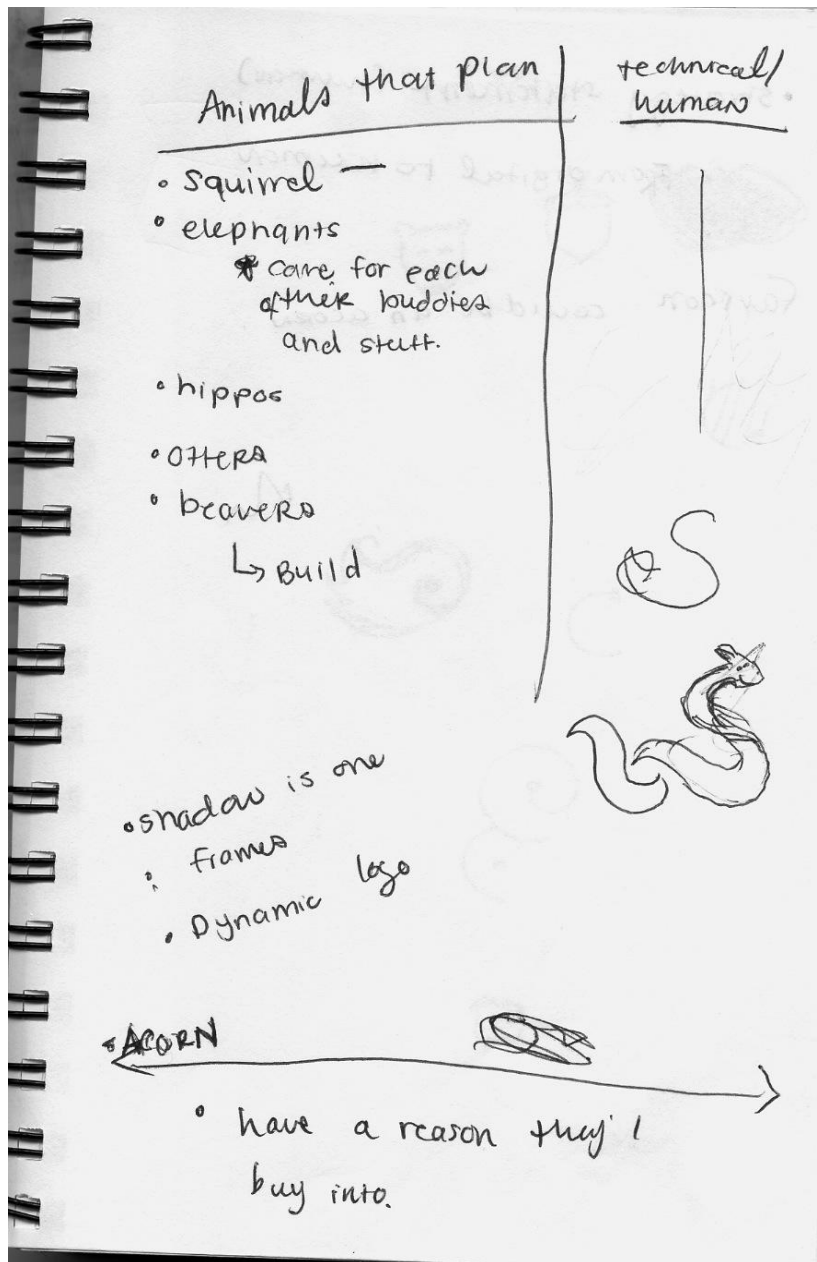 Animals that plan
technical/
human
• squirrel —
• elephants
* care for each
other buddies
and stuff.
• hippos
• otters
• beavers
↳ Build
• shadow is one
• frames
• Dynamic logo
• ACORN
• have a reason they'l
buy into.